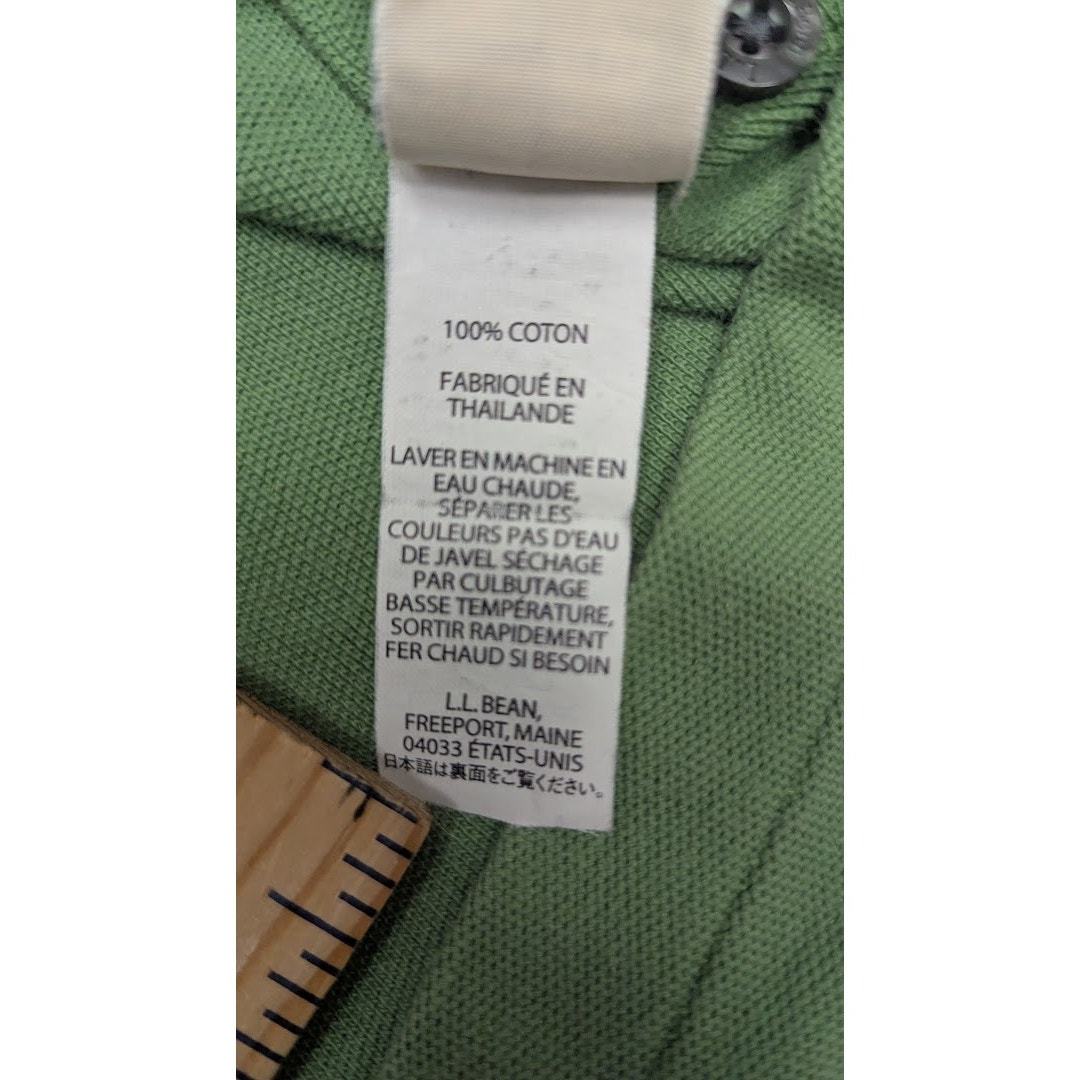 100% COTON
FABRIQUÉ EN
THAILANDE
LAVER EN MACHINE EN
EAU CHAUDE,
SÉPARER LES
COULEURS PAS D'EAU
DE JAVEL SÉCHAGE
PAR CULBUTAGE
BASSE TEMPÉRATURE,
SORTIR RAPIDEMENT
FER CHAUD SI BESOIN
L.L. BEAN,
FREEPORT, MAINE
04033 ÉTATS-UNIS
日本語は裏面をご覧ください。